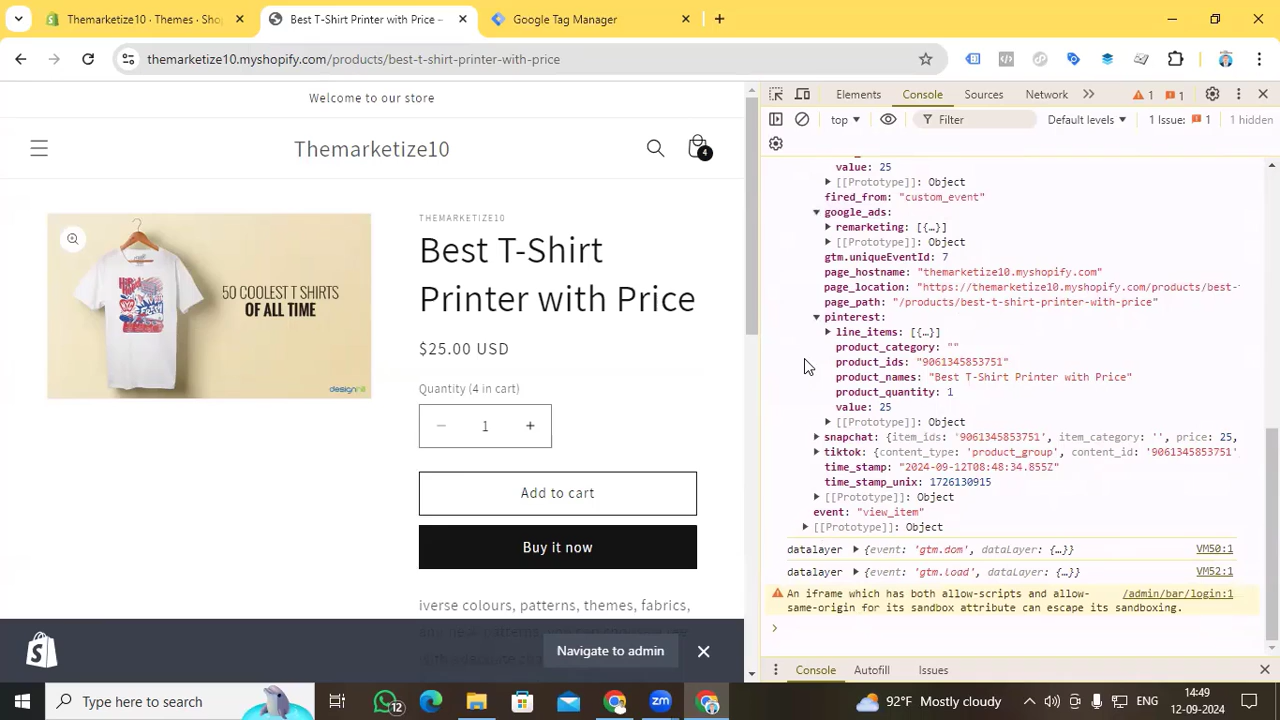 Themarketize10 · Themes · Sho
Best T-Shirt Printer with Price –
Google Tag Manager
themarketize10.myshopify.com/products/best-t-shirt-printer-with-price
Welcome to our store
Themarketize10
4
50 COOLEST T SHIRTS
OF ALL TIME
designhill
THEMARKETIZE10
Best T-Shirt
Printer with Price
$25.00 USD
Quantity (4 in cart)
1
Add to cart
Buy it now
iverse colours, patterns, themes, fabrics,
Navigate to admin
Elements
Console
Sources
Network
1
1
top
Filter
Default levels
1 Issue:
1
1 hidden
value: 25
[[Prototype]]: Object
fired_from: "custom_event"
google_ads:
remarketing: [{…}]
[[Prototype]]: Object
gtm.uniqueEventId: 7
page_hostname: "themarketize10.myshopify.com"
page_location: "https://themarketize10.myshopify.com/products/best-
page_path: "/products/best-t-shirt-printer-with-price"
pinterest:
line_items: [{…}]
product_category: ""
product_ids: "9061345853751"
product_names: "Best T-Shirt Printer with Price"
product_quantity: 1
value: 25
[[Prototype]]: Object
snapchat: {item_ids: '9061345853751', item_category: '', price: 25,
tiktok: {content_type: 'product_group', content_id: '9061345853751'
time_stamp: "2024-09-12T08:48:34.855Z"
time_stamp_unix: 1726130915
[[Prototype]]: Object
event: "view_item"
[[Prototype]]: Object
datalayer {event: 'gtm.dom', dataLayer: {…}} VM50:1
datalayer {event: 'gtm.load', dataLayer: {…}} VM52:1
An iframe which has both allow-scripts and allow- /admin/bar/login:1
same-origin for its sandbox attribute can escape its sandboxing.
Console
Autofill
Issues
Type here to search
12
zm
92°F Mostly cloudy
ENG
14:49
12-09-2024